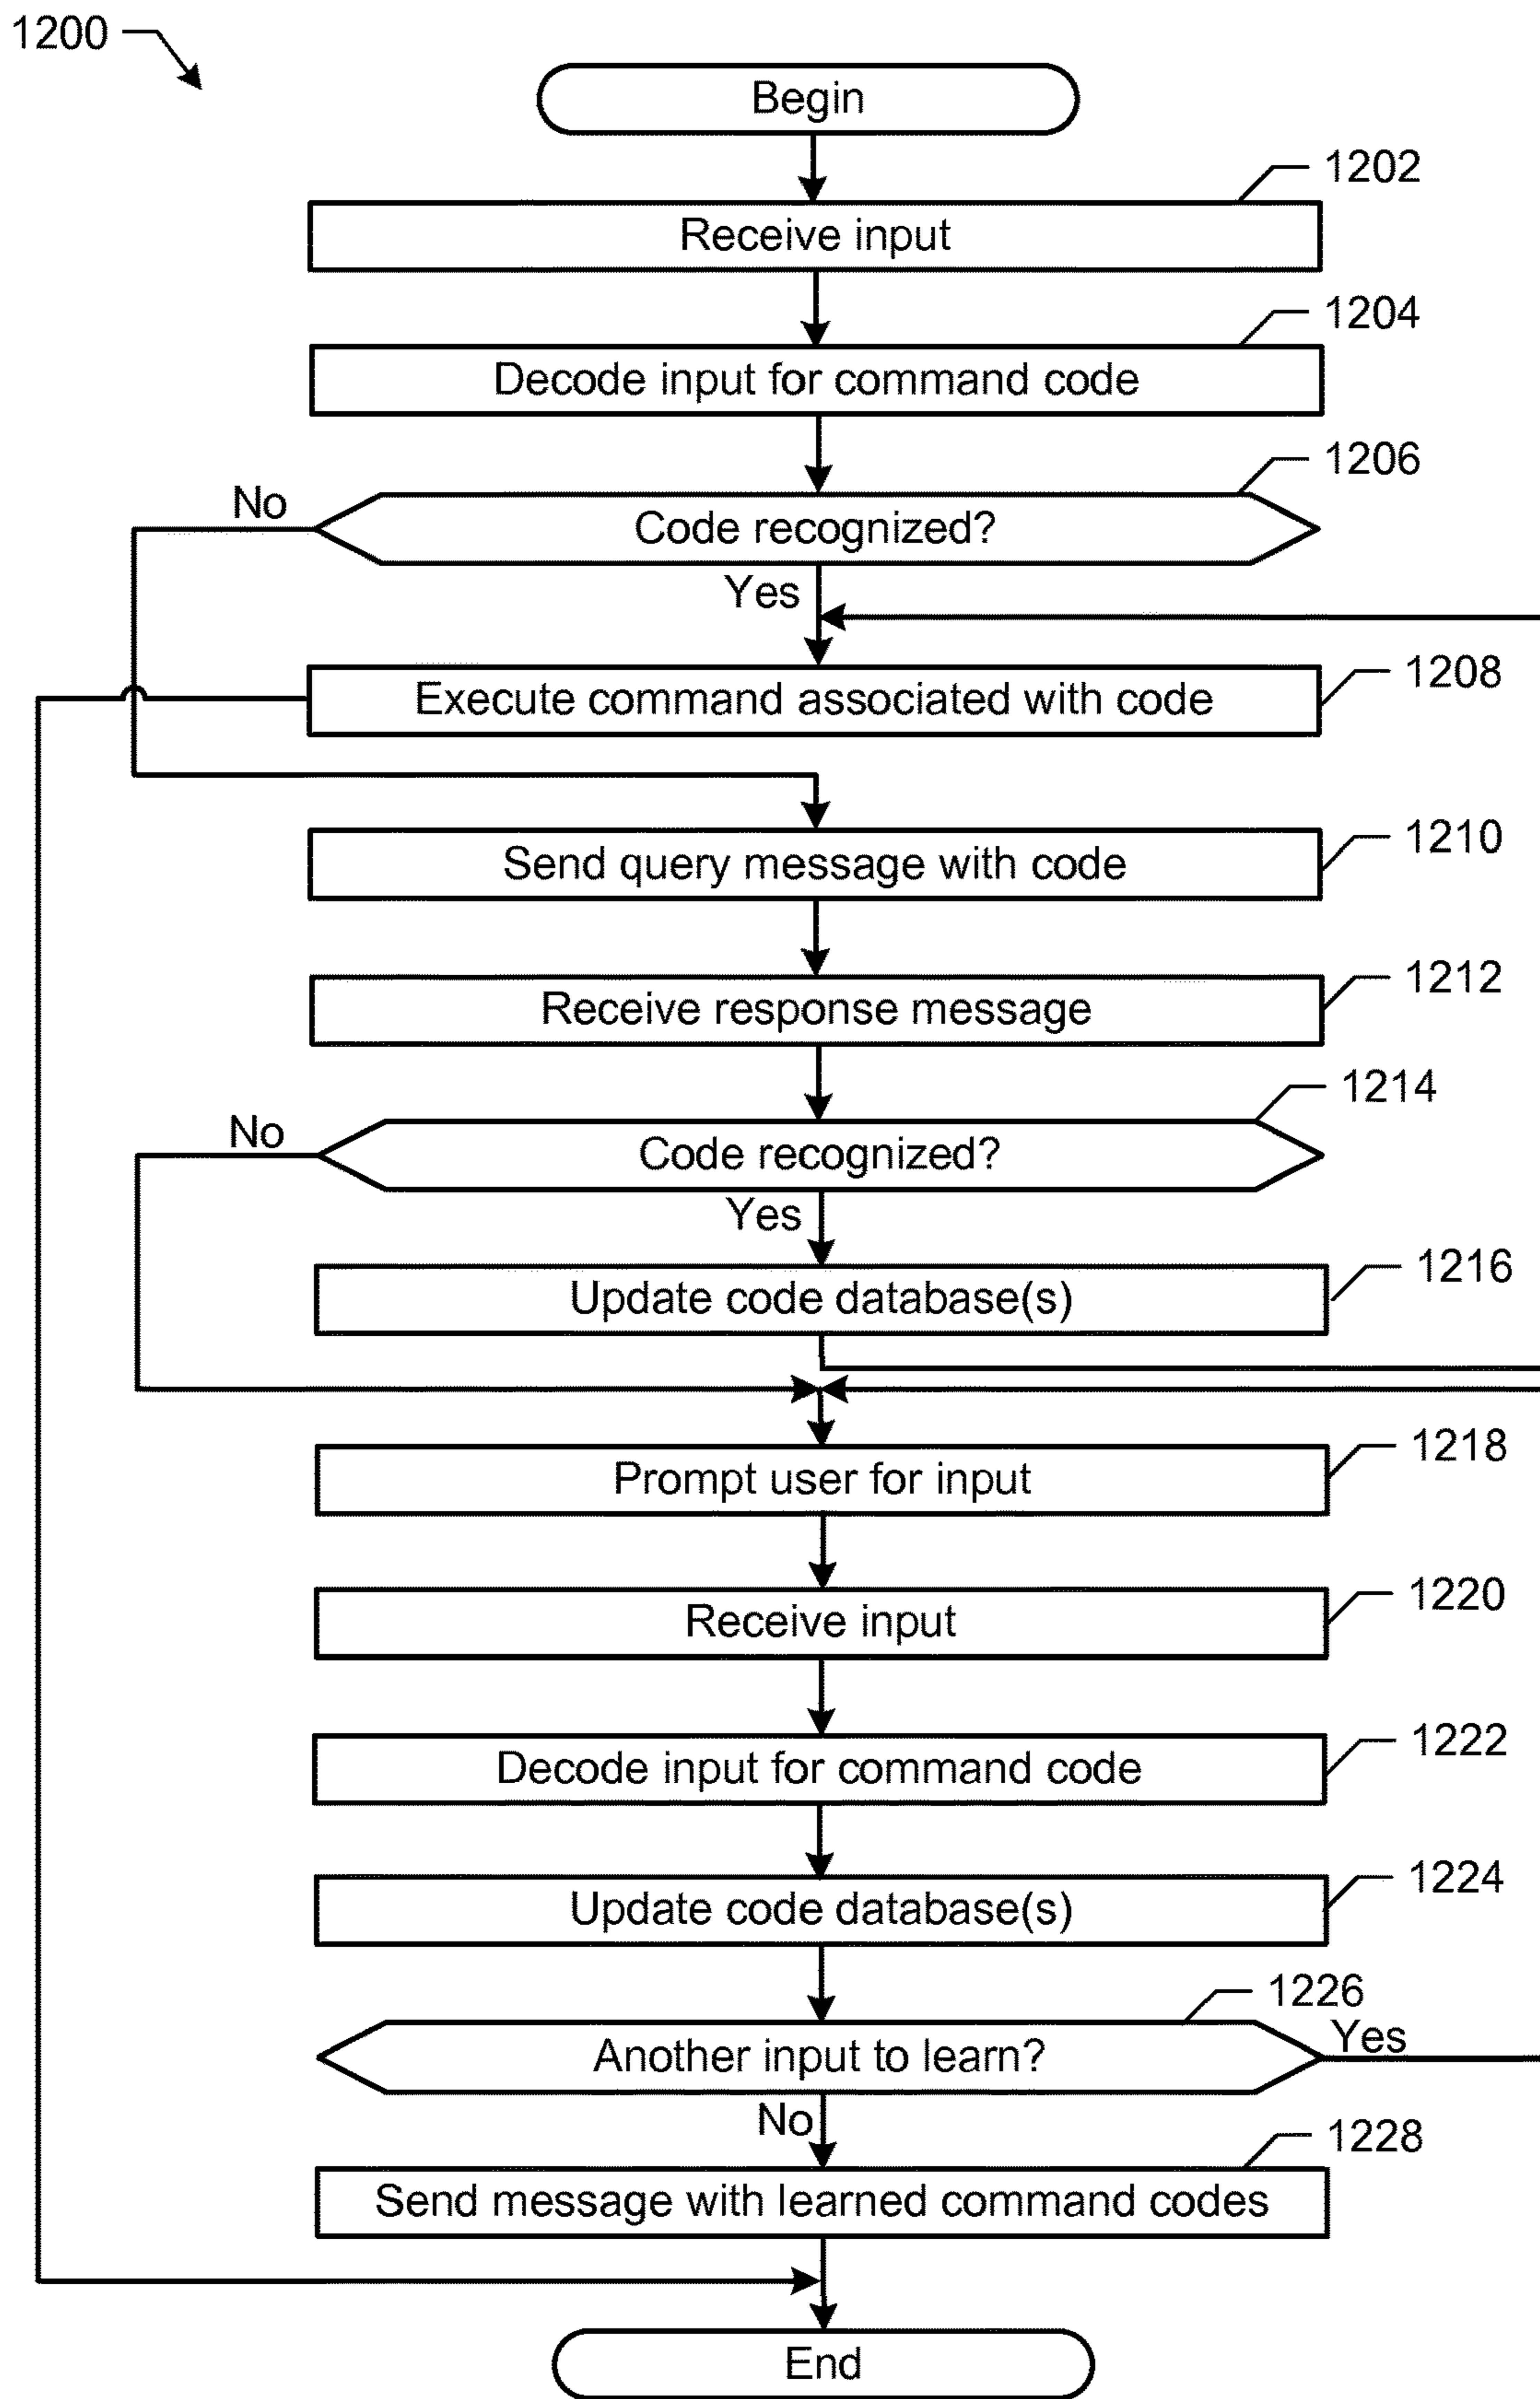 1200
Begin
1202
Receive input
1204
Decode input for command code
1206
No
Code recognized?
Yes
1208
Execute command associated with code
1210
Send query message with code
1212
Receive response message
1214
No
Code recognized?
Yes
1216
Update code database(s)
1218
Prompt user for input
1220
Receive input
1222
Decode input for command code
1224
Update code database(s)
1226
Another input to learn?
Yes
No
1228
Send message with learned command codes
End